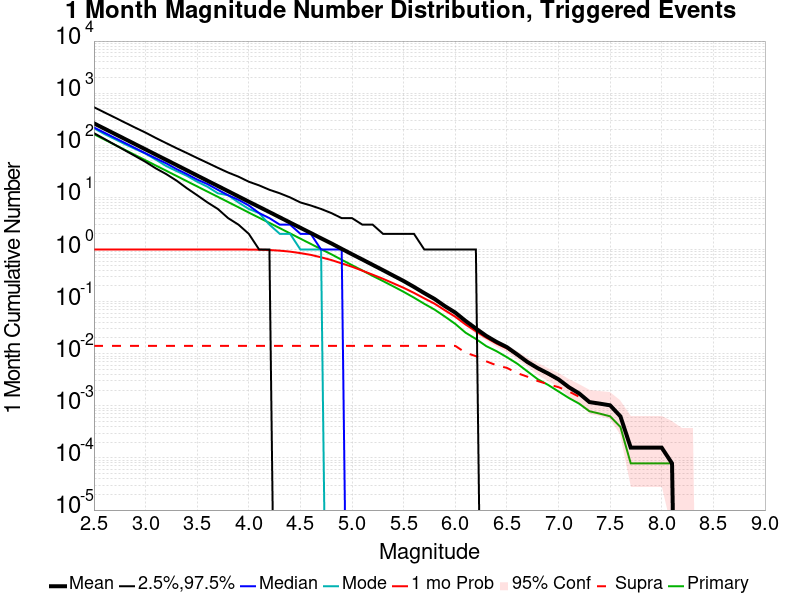 1 Month Magnitude Number Distribution, Triggered Events
1 Month Cumulative Number
10^4
10^3
10^2
10^1
10^0
10^-1
10^-2
10^-3
10^-4
10^-5
2.5 3.0 3.5 4.0 4.5 5.0 5.5 6.0 6.5 7.0 7.5 8.0 8.5 9.0
Magnitude
Mean 2.5%,97.5% Median Mode 1 mo Prob 95% Conf Supra Primary